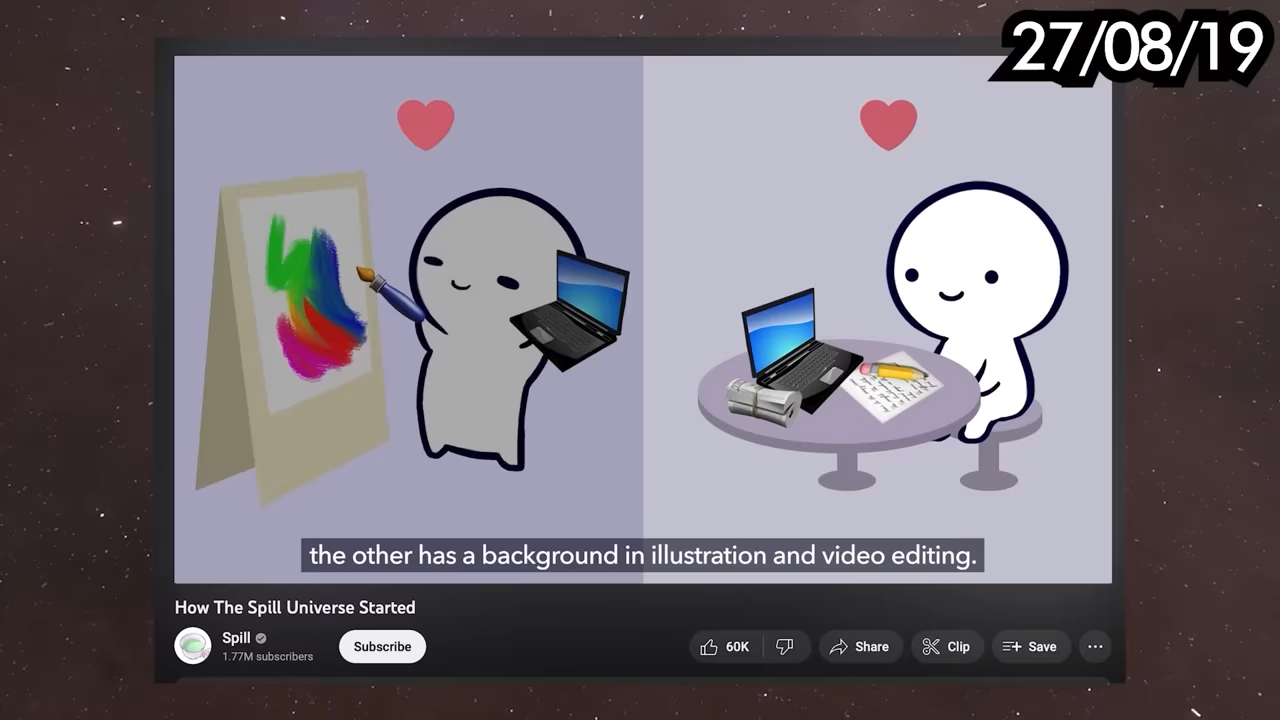 27/08/19
the other has a background in illustration and video editing.
How The Spill Universe Started
Spill
1.77M subscribers
Subscribe
60K
Share
Clip
Save